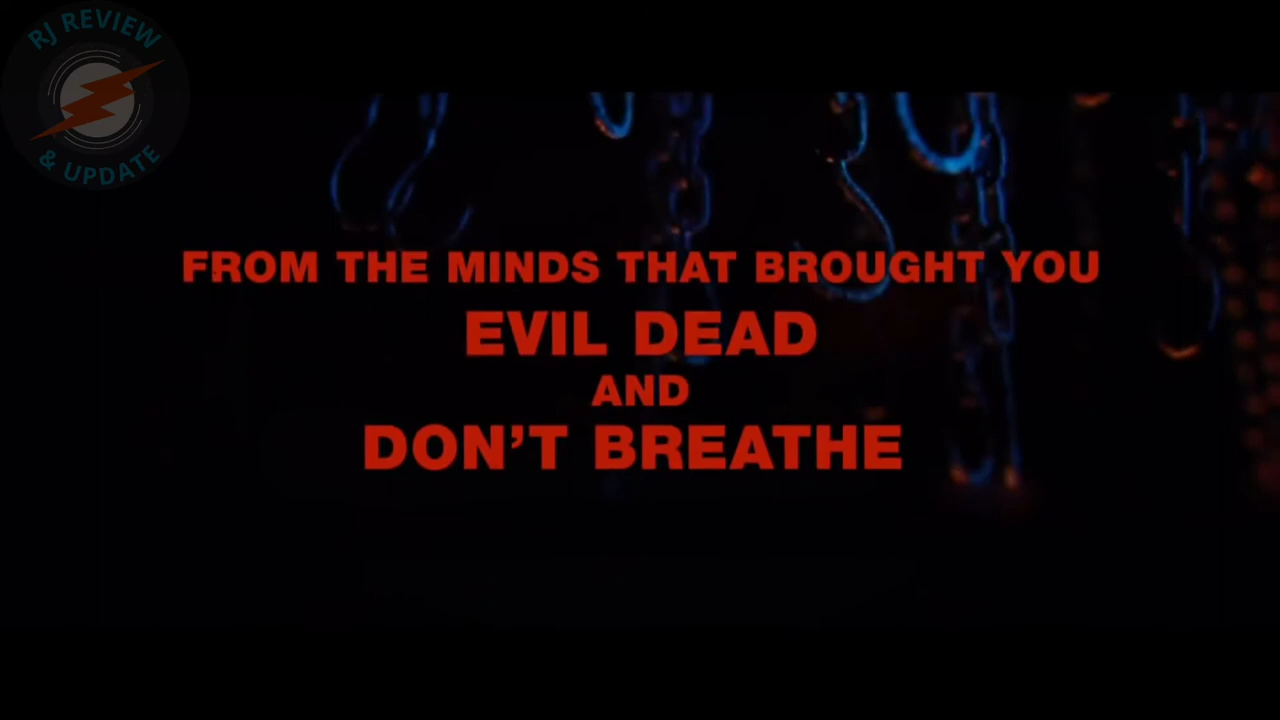 RJ REVIEW
& UPDATE
FROM THE MINDS THAT BROUGHT YOU
EVIL DEAD
AND
DON'T BREATHE